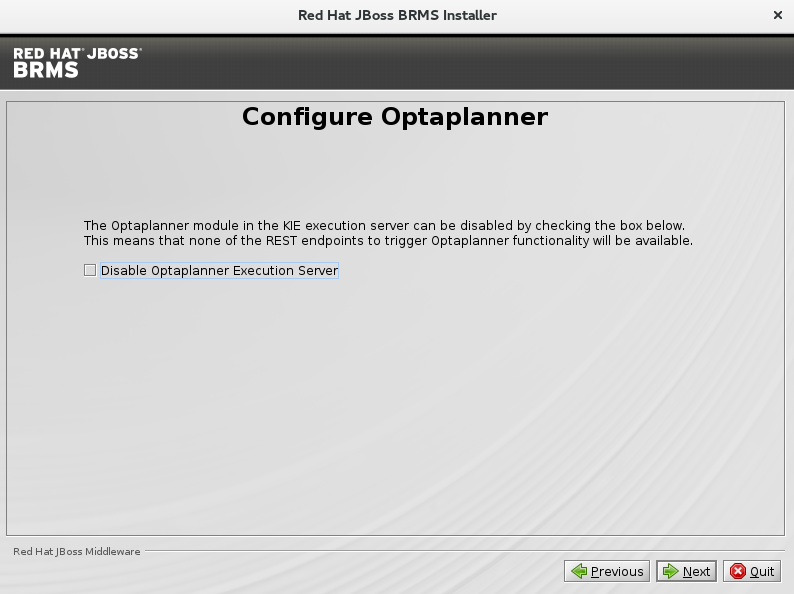 Red Hat JBoss BRMS Installer
RED HAT® JBOSS®
BRMS
Configure Optaplanner
The Optaplanner module in the KIE execution server can be disabled by checking the box below.
This means that none of the REST endpoints to trigger Optaplanner functionality will be available.
Disable Optaplanner Execution Server
Red Hat JBoss Middleware
Previous
Next
Quit